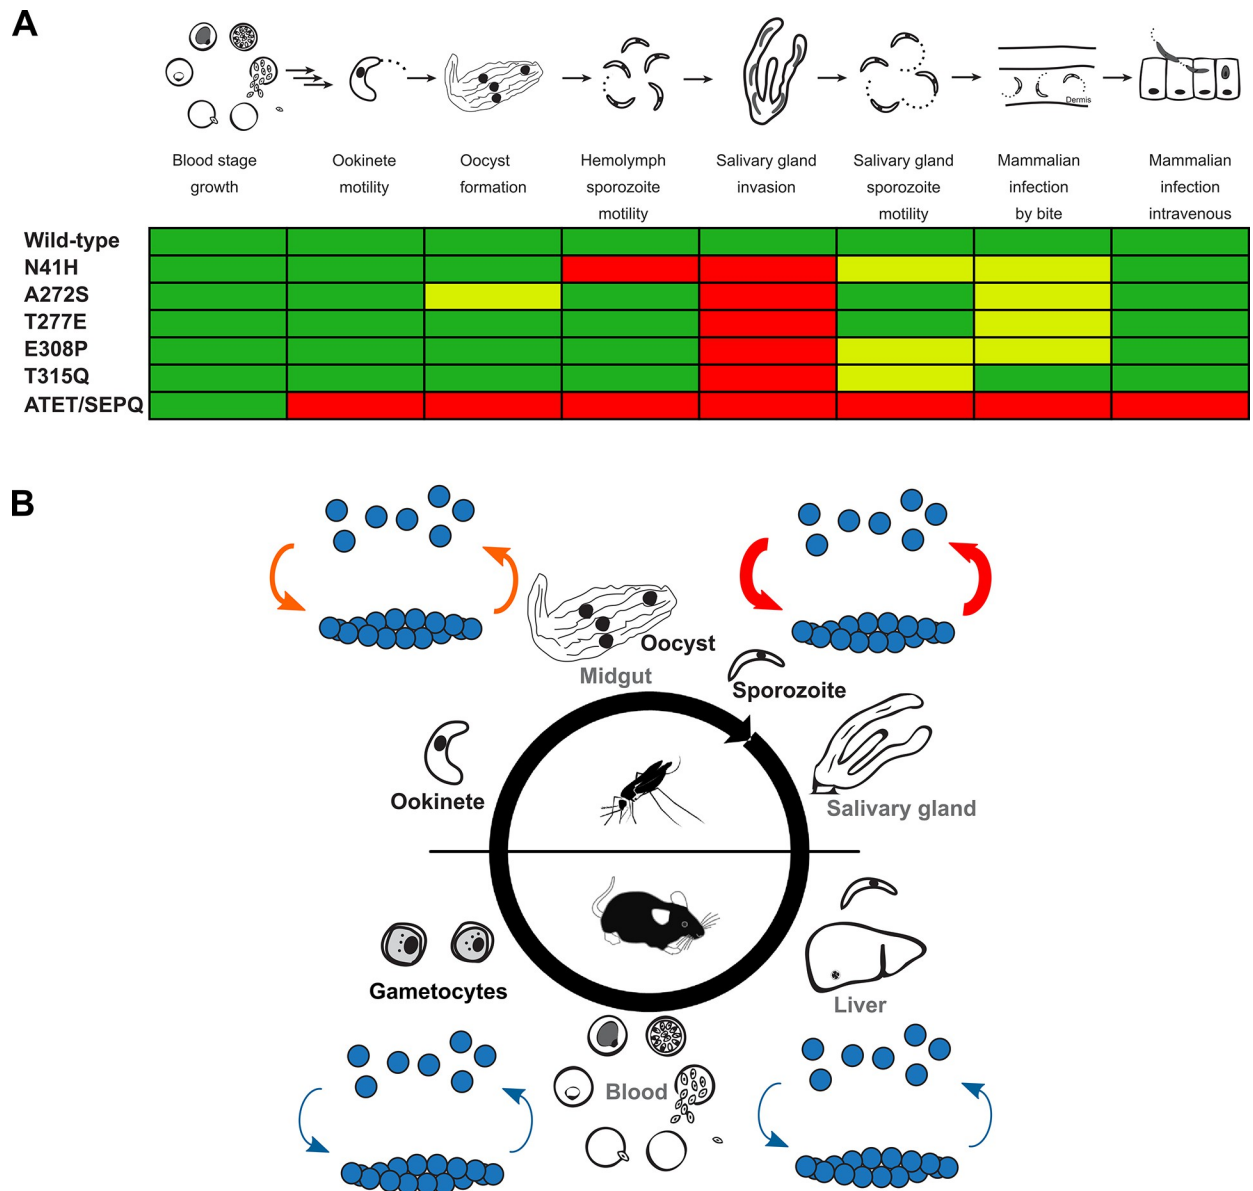 A
Dermis
Blood stage growth
Ookinete motility
Oocyst formation
Hemolymph sporozoite motility
Salivary gland invasion
Salivary gland sporozoite motility
Mammalian infection by bite
Mammalian infection intravenous
Wild-type
N41H
A272S
T277E
E308P
T315Q
ATET/SEPQ
B
Oocyst
Midgut
Sporozoite
Ookinete
Salivary gland
Gametocytes
Liver
Blood